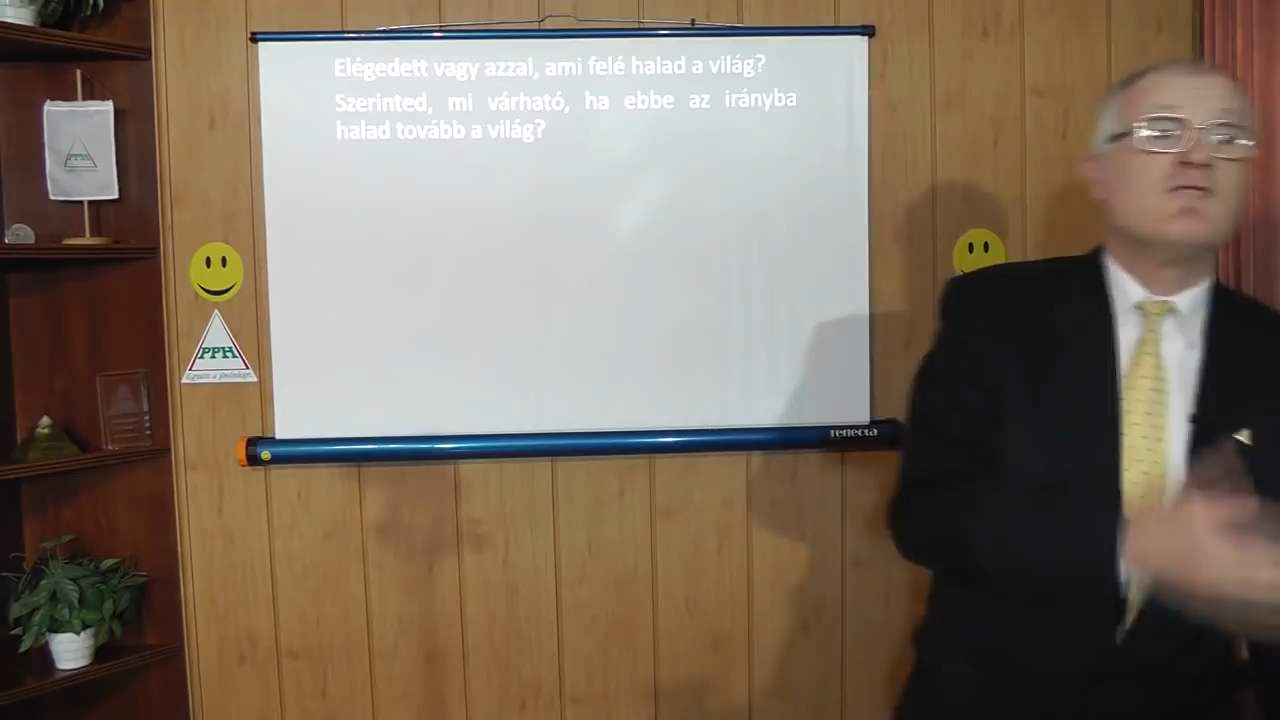 Elégedett vagy azzal, ami felé halad a világ?
Szerinted, mi várható, ha ebbe az irányba
halad tovább a világ?
PPH
reflecta